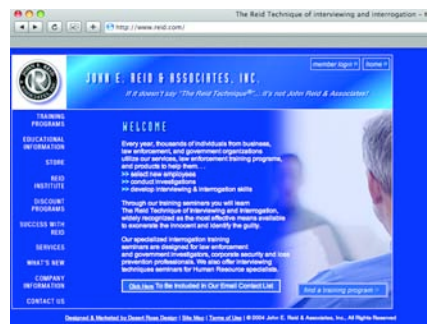 The Reid Technique of interviewing and interrogation -
http://www.reid.com/
member login
home
JOHN E. REID & ASSOCIATES, INC.
If it doesn't say "The Reid Technique®"... it's not John Reid & Associates!
TRAINING
PROGRAMS
EDUCATIONAL
INFORMATION
STORE
REID
INSTITUTE
DISCOUNT
PROGRAMS
SUCCESS WITH
REID
SERVICES
WHAT'S NEW
COMPANY
INFORMATION
CONTACT US
WELCOME
Every year, thousands of individuals from business,
law enforcement, and government organizations
utilize our services, law enforcement training programs,
and products to help them . . .
>> select new employees
>> conduct investigations
>> develop interviewing & interrogation skills
Through our training seminars you will learn
The Reid Technique of Interviewing and Interrogation,
widely recognized as the most effective means available
to exonerate the innocent and identify the guilty.
Our specialized interrogation training
seminars are designed for law enforcement
and government investigators, corporate security and loss
prevention professionals. We also offer interviewing
techniques seminars for Human Resource specialists.
Click Here To Be Included In Our Email Contact List
find a training program >
Designed & Marketed by Desert Rose Design | Site Map | Terms of Use | © 2004 John E. Reid & Associates, Inc., All Rights Reserved